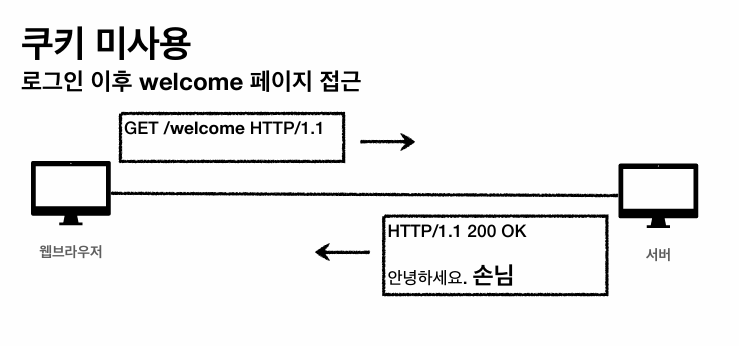 쿠키 미사용
로그인 이후 welcome 페이지 접근
GET /welcome HTTP/1.1
웹브라우저
HTTP/1.1 200 OK
안녕하세요. 손님
서버